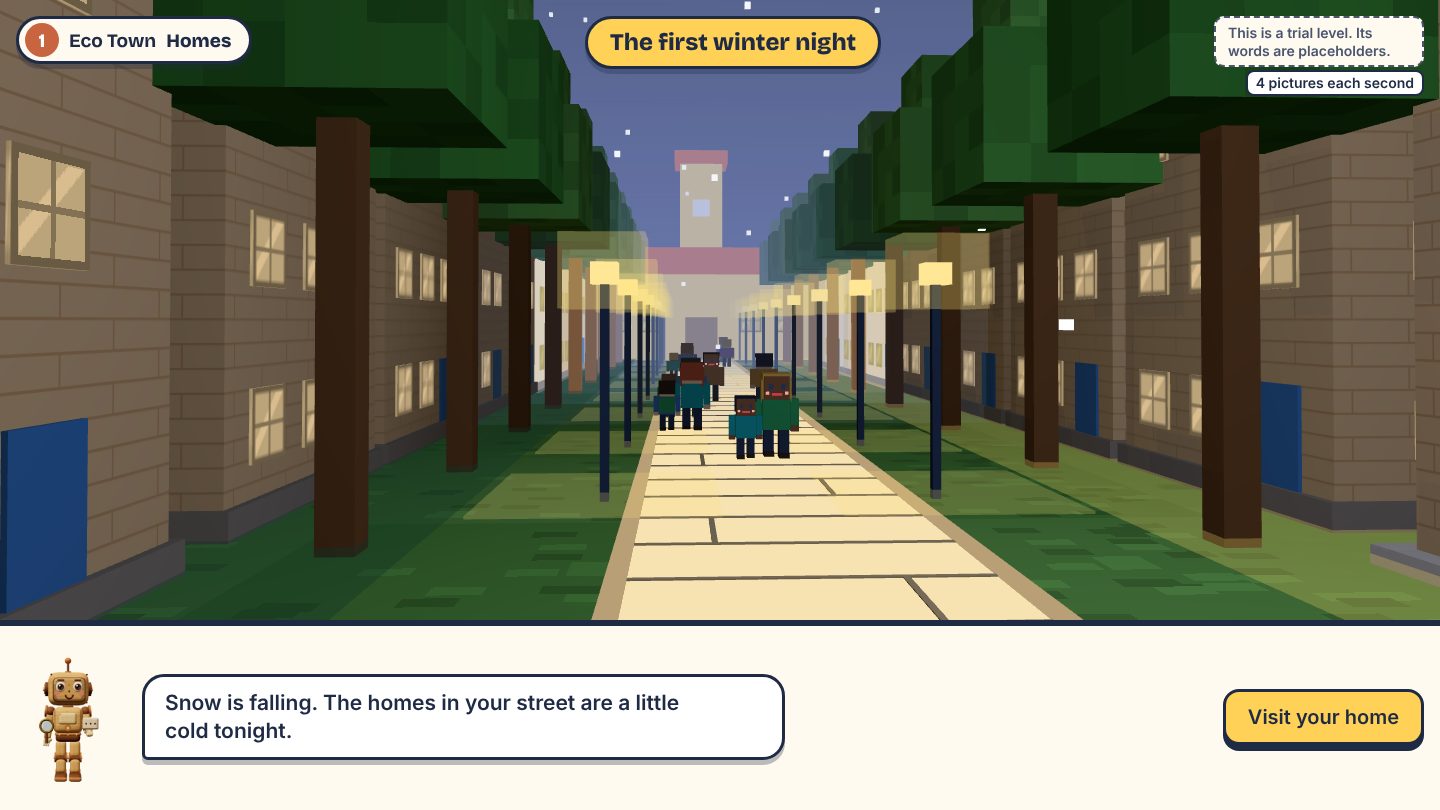 1 Eco Town Homes
The first winter night
This is a trial level. Its
words are placeholders.
4 pictures each second
Snow is falling. The homes in your street are a little
cold tonight.
Visit your home